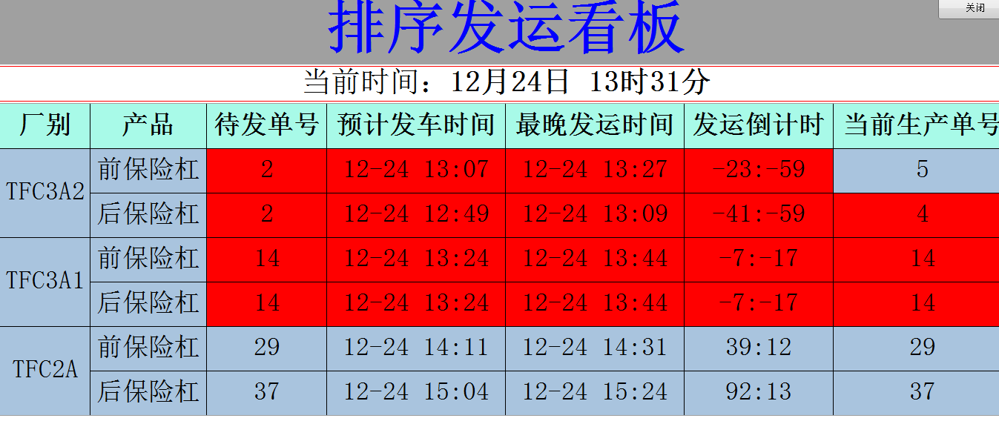 排序发运看板
关闭
当前时间：12月24日 13时31分
厂别 产品 待发单号 预计发车时间 最晚发运时间 发运倒计时 当前生产单号
TFC3A2 前保险杠 2 12-24 13:07 12-24 13:27 -23:-59 5
后保险杠 2 12-24 12:49 12-24 13:09 -41:-59 4
TFC3A1 前保险杠 14 12-24 13:24 12-24 13:44 -7:-17 14
后保险杠 14 12-24 13:24 12-24 13:44 -7:-17 14
TFC2A 前保险杠 29 12-24 14:11 12-24 14:31 39:12 29
后保险杠 37 12-24 15:04 12-24 15:24 92:13 37